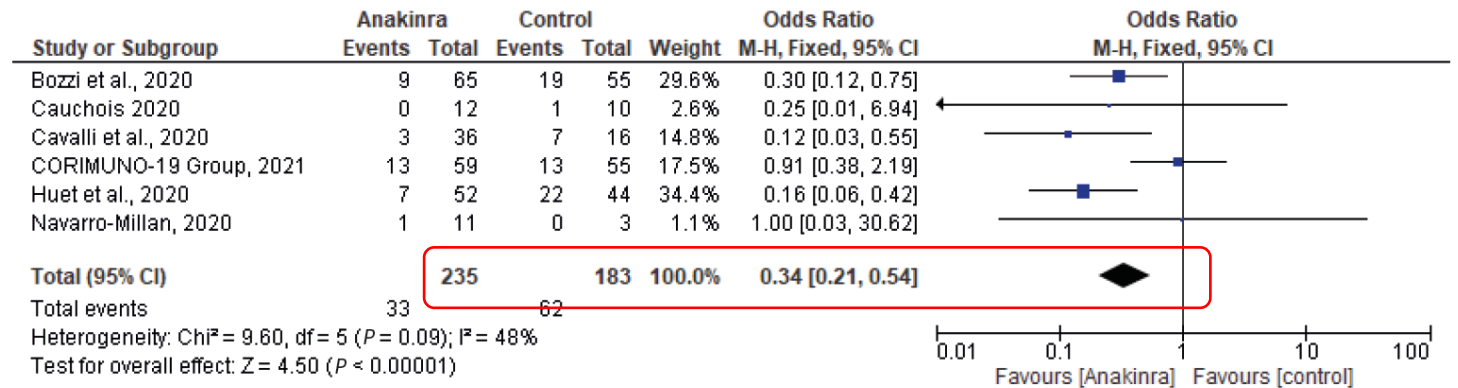 Anakinra Control Odds Ratio Odds Ratio
Study or Subgroup Events Total Events Total Weight M-H, Fixed, 95% CI M-H, Fixed, 95% CI
Bozzi et al., 2020 9 65 19 55 29.6% 0.30 [0.12, 0.75]
Cauchois 2020 0 12 1 10 2.6% 0.25 [0.01, 6.94]
Cavalli et al., 2020 3 36 7 16 14.8% 0.12 [0.03, 0.55]
CORIMUNO-19 Group, 2021 13 59 13 55 17.5% 0.91 [0.38, 2.19]
Huet et al., 2020 7 52 22 44 34.4% 0.16 [0.06, 0.42]
Navarro-Millan, 2020 1 11 0 3 1.1% 1.00 [0.03, 30.62]
Total (95% CI) 235 183 100.0% 0.34 [0.21, 0.54]
Total events 33 62
Heterogeneity: Chi² = 9.60, df = 5 (P = 0.09); I² = 48%
Test for overall effect: Z = 4.50 (P < 0.00001)
0.01 0.1 1 10 100
Favours [Anakinra] Favours [control]